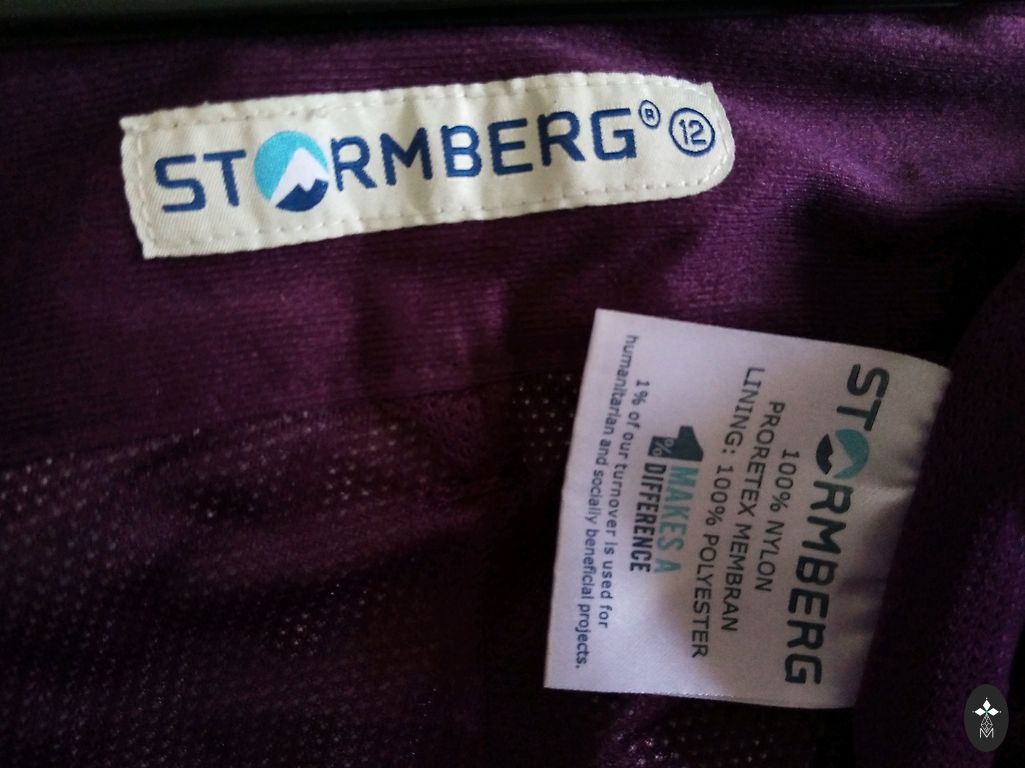 STORMBERG® 12
STORMBERG
100% NYLON
PRORETEX MEMBRAN
LINING: 100% POLYESTER
1% MAKES A
DIFFERENCE
1% of our turnover is used for
humanitarian and socially beneficial projects.
M